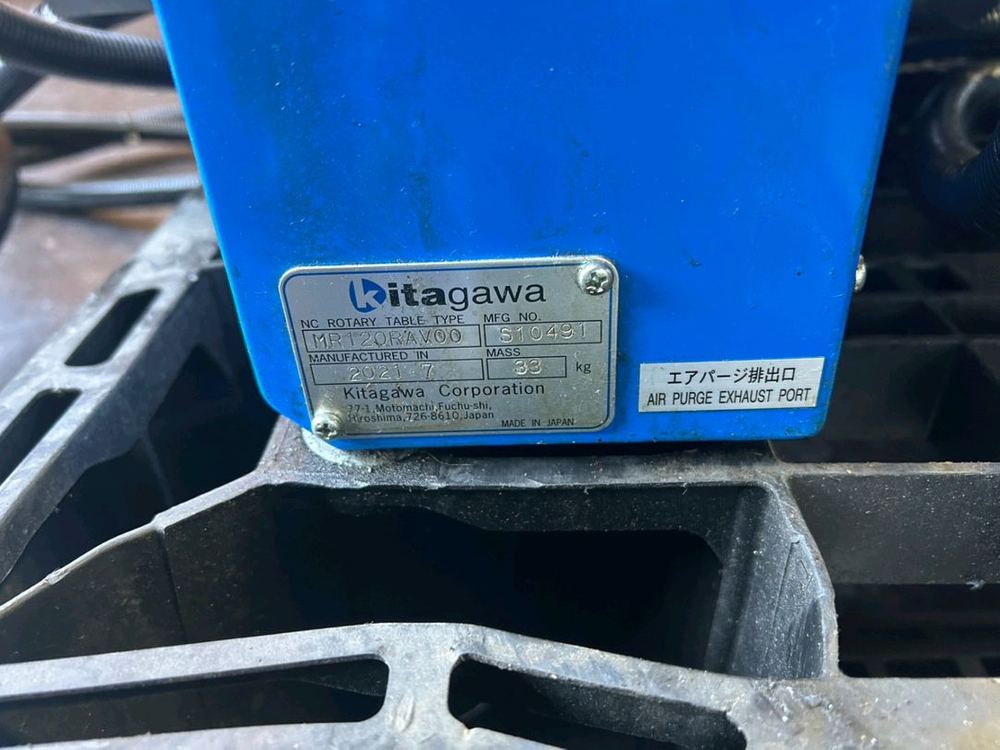 kitagawa
NC ROTARY TABLE TYPE MFG NO.
MR120RAV00 S10491
MANUFACTURED IN MASS
2021 7 33 kg
Kitagawa Corporation
77-1,Motomachi,Fuchu-shi,
Hiroshima,726-8610,Japan
MADE IN JAPAN
エアパージ排出口
AIR PURGE EXHAUST PORT